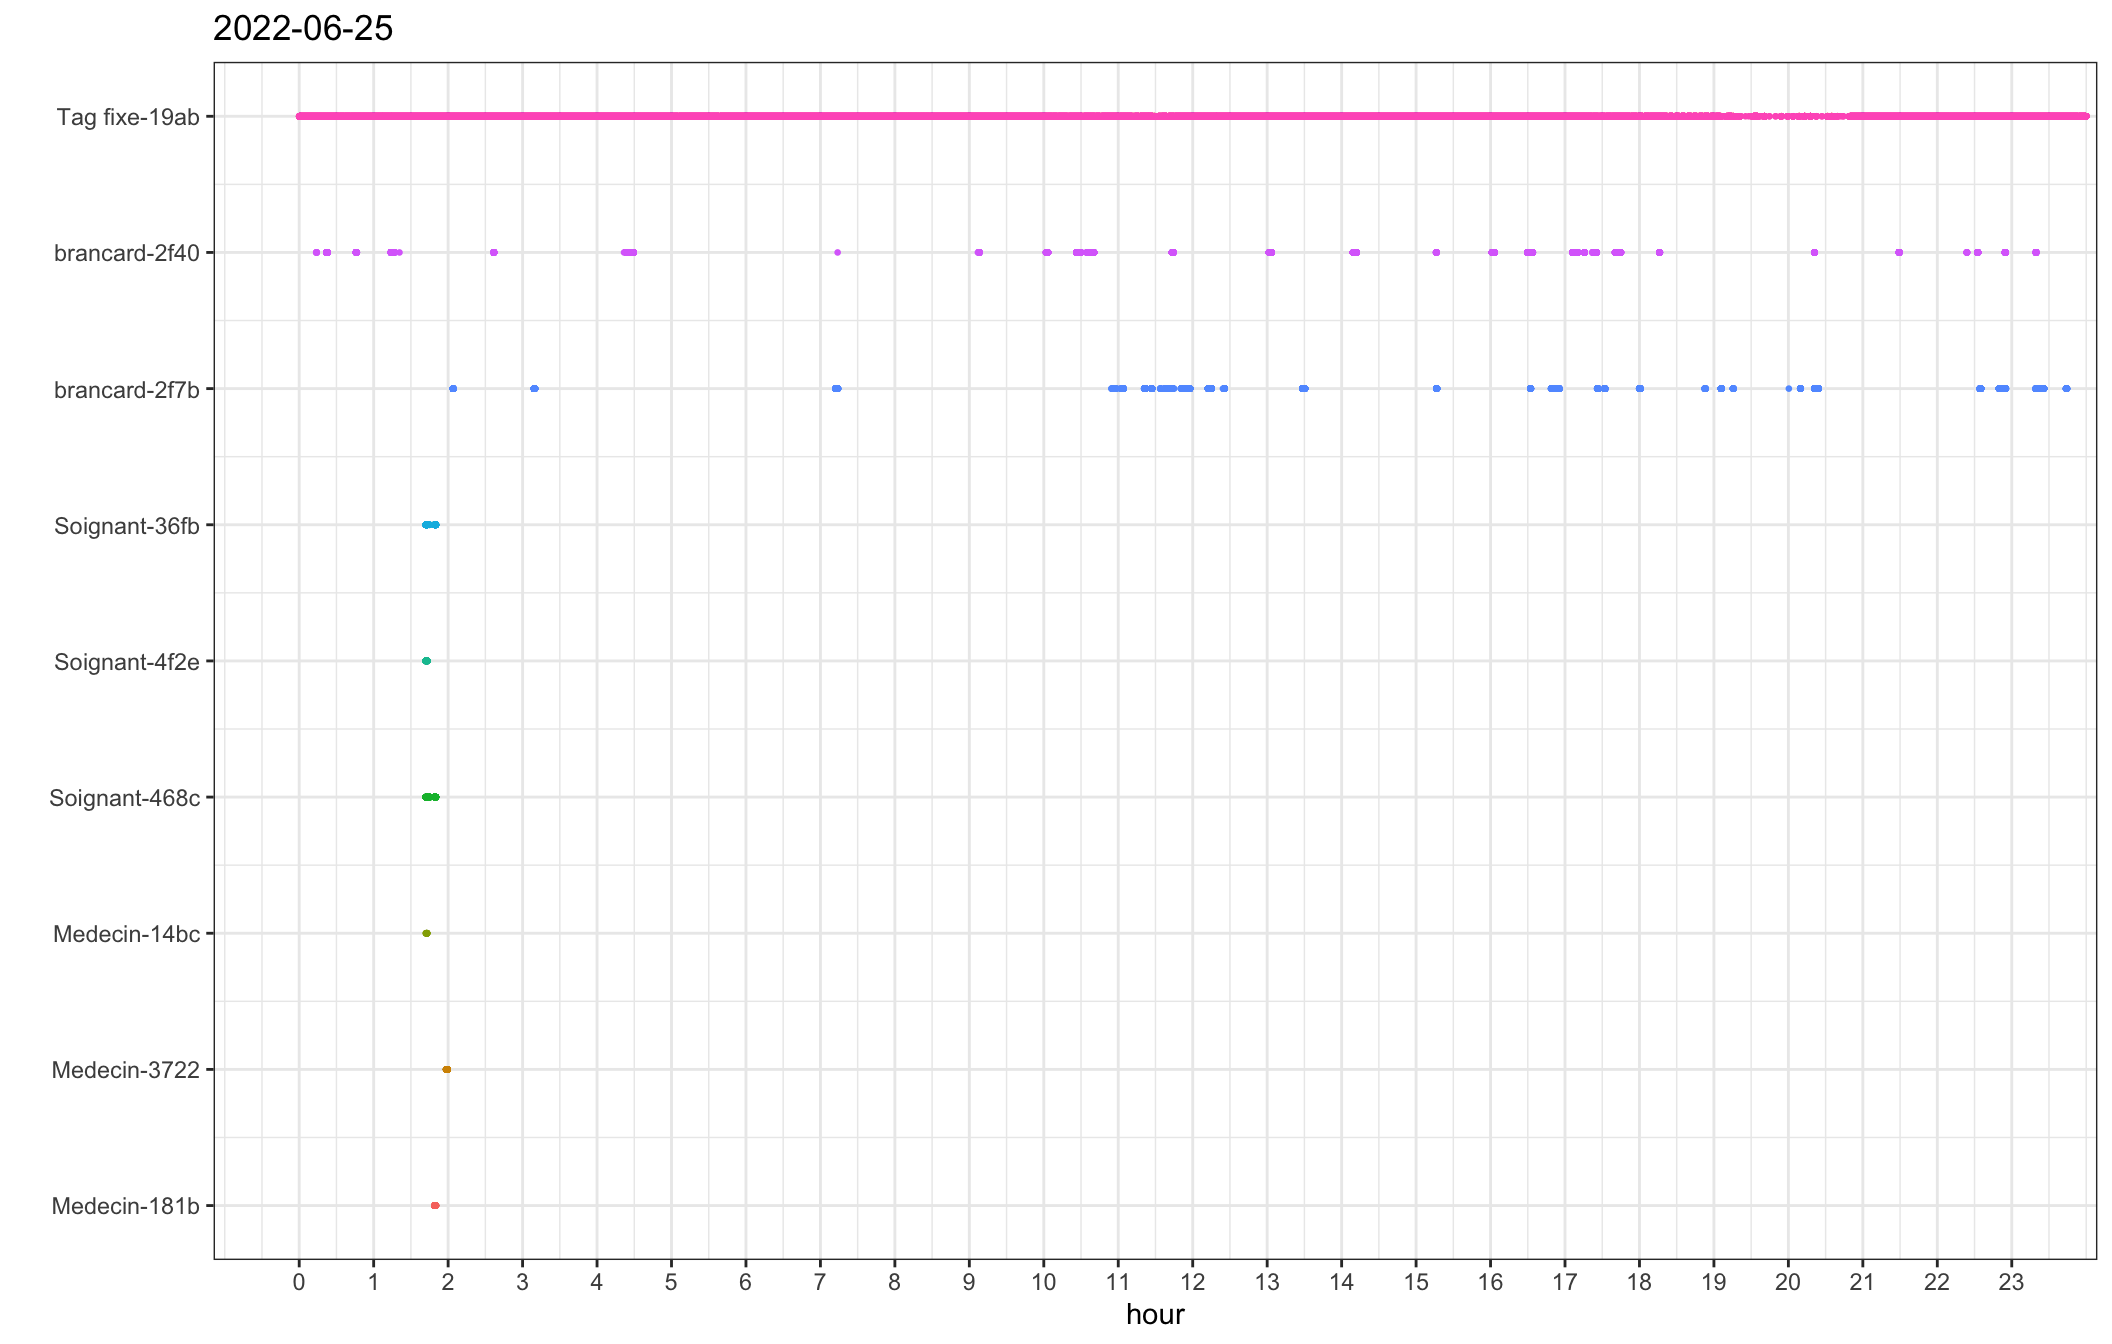 2022-06-25
Tag fixe-19ab
brancard-2f40
brancard-2f7b
Soignant-36fb
Soignant-4f2e
Soignant-468c
Medecin-14bc
Medecin-3722
Medecin-181b
0 1 2 3 4 5 6 7 8 9 10 11 12 13 14 15 16 17 18 19 20 21 22 23
hour